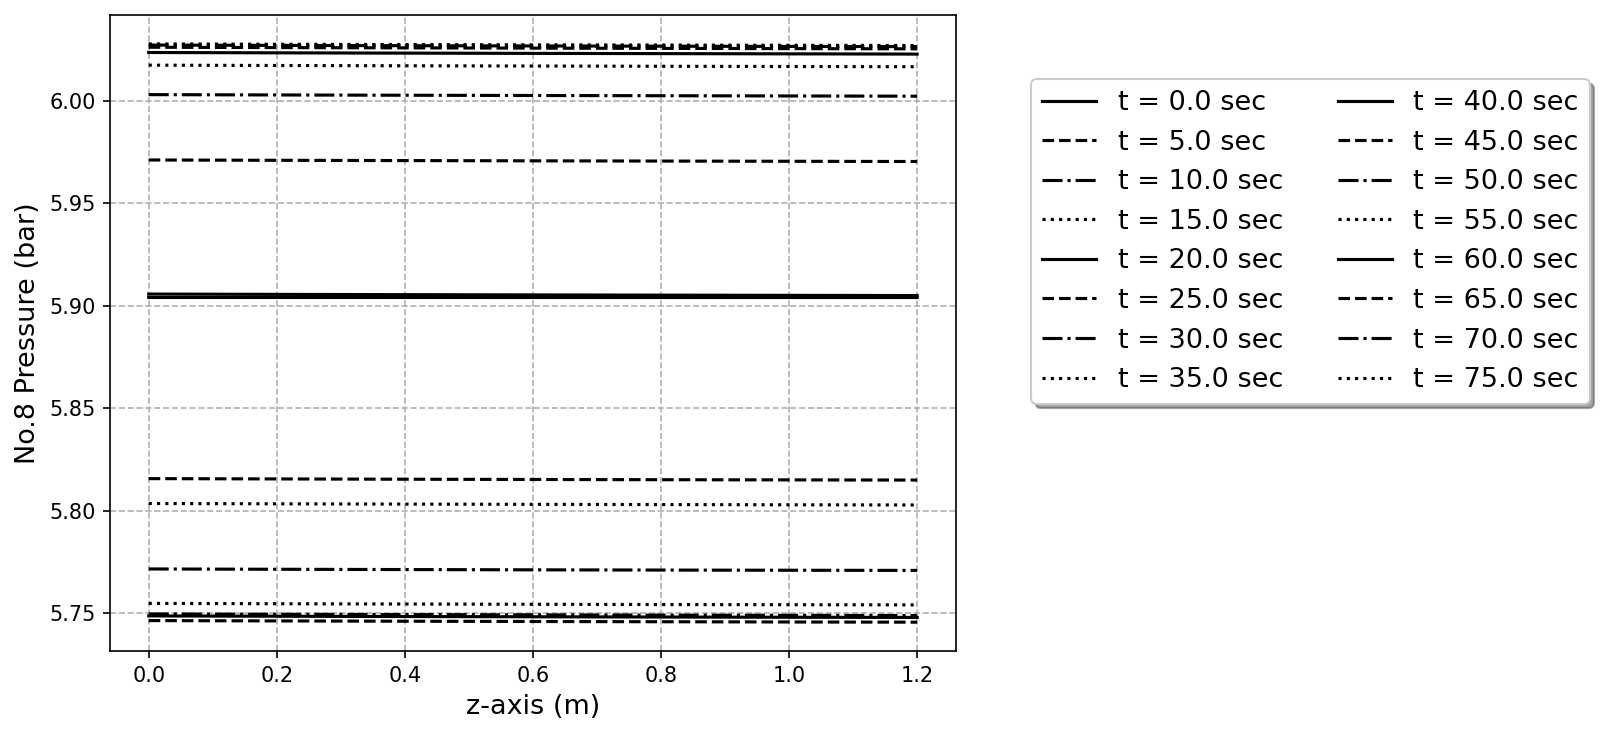 6.00
5.95
5.90
5.85
5.80
5.75
No.8 Pressure (bar)
0.0 0.2 0.4 0.6 0.8 1.0 1.2
z-axis (m)
t = 0.0 sec
t = 5.0 sec
t = 10.0 sec
t = 15.0 sec
t = 20.0 sec
t = 25.0 sec
t = 30.0 sec
t = 35.0 sec
t = 40.0 sec
t = 45.0 sec
t = 50.0 sec
t = 55.0 sec
t = 60.0 sec
t = 65.0 sec
t = 70.0 sec
t = 75.0 sec